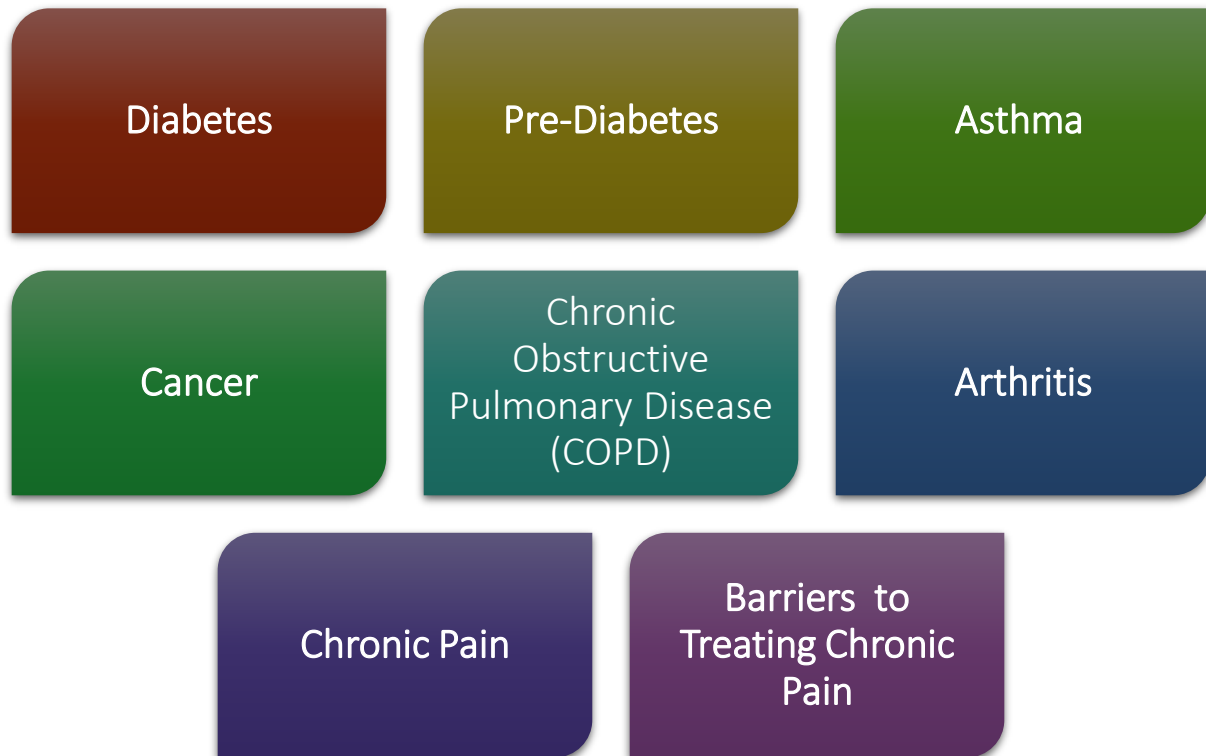 Diabetes
Pre-Diabetes
Asthma
Cancer
Chronic
Obstructive
Pulmonary Disease
(COPD)
Arthritis
Chronic Pain
Barriers  to
Treating Chronic
Pain